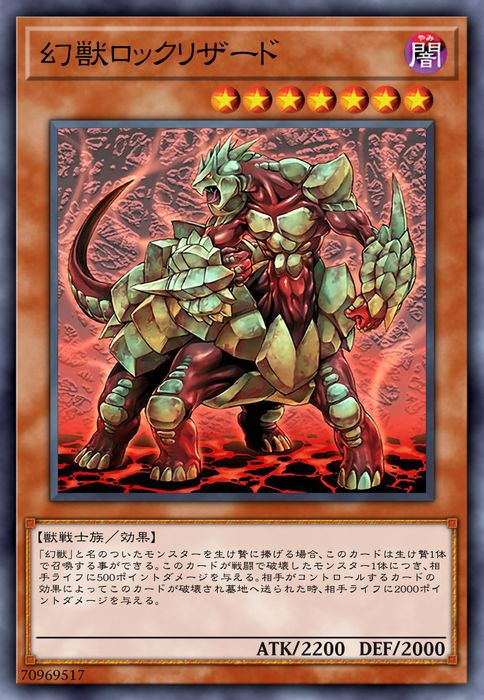 幻獣ロックリザード
やみ
闇
【獣戦士族／効果】
「幻獣」と名のついたモンスターを生け贄に捧げる場合、このカードは生け贄1体
で召喚する事ができる。このカードが戦闘で破壊したモンスター1体につき、相
手ライフに500ポイントダメージを与える。相手がコントロールするカードの
効果によってこのカードが破壊され墓地へ送られた時、相手ライフに2000ポイ
ントダメージを与える。
ATK/2200 DEF/2000
70969517